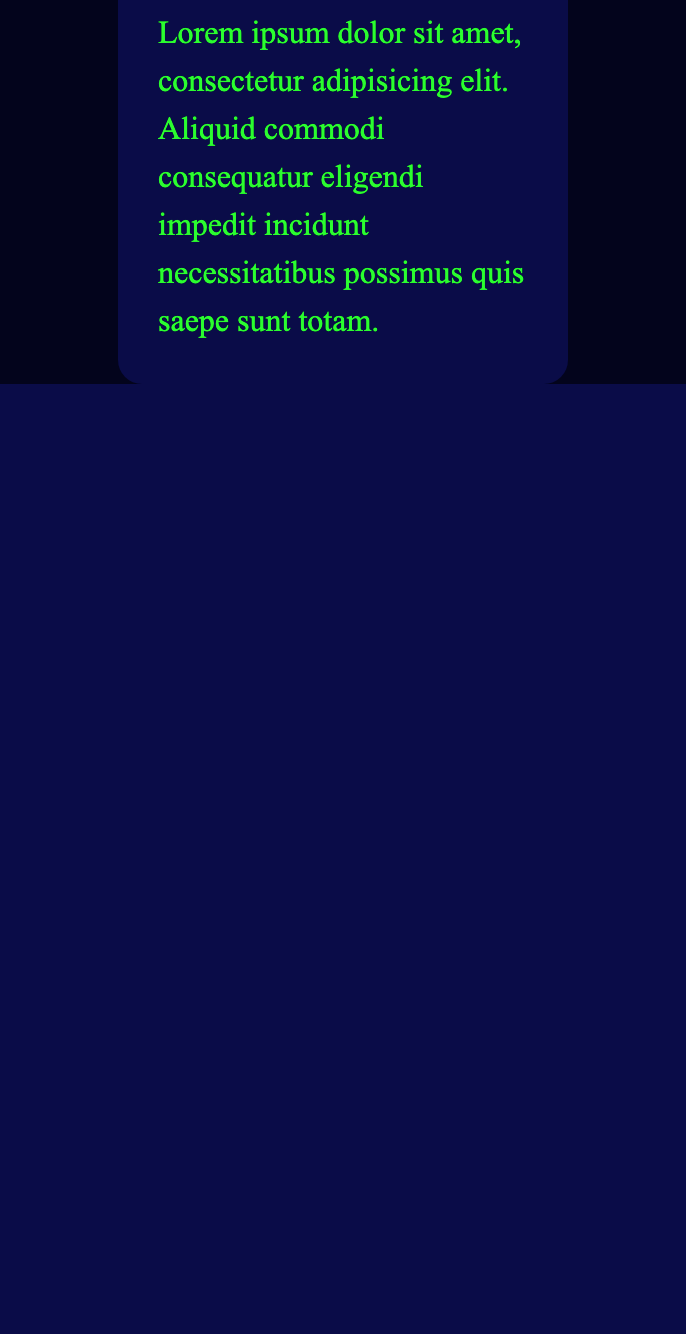 Lorem ipsum dolor sit amet,
consectetur adipisicing elit.
Aliquid commodi
consequatur eligendi
impedit incidunt
necessitatibus possimus quis
saepe sunt totam.